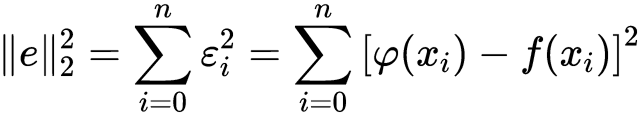 ‖e‖₂² = ∑ᵢ₌₀ⁿ εᵢ² = ∑ᵢ₌₀ⁿ [φ(xᵢ) − f(xᵢ)]²